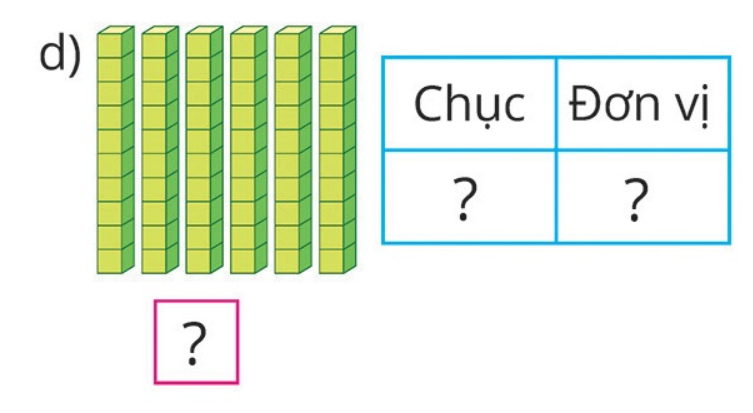 d)
Chục Đơn vị
? ?
?